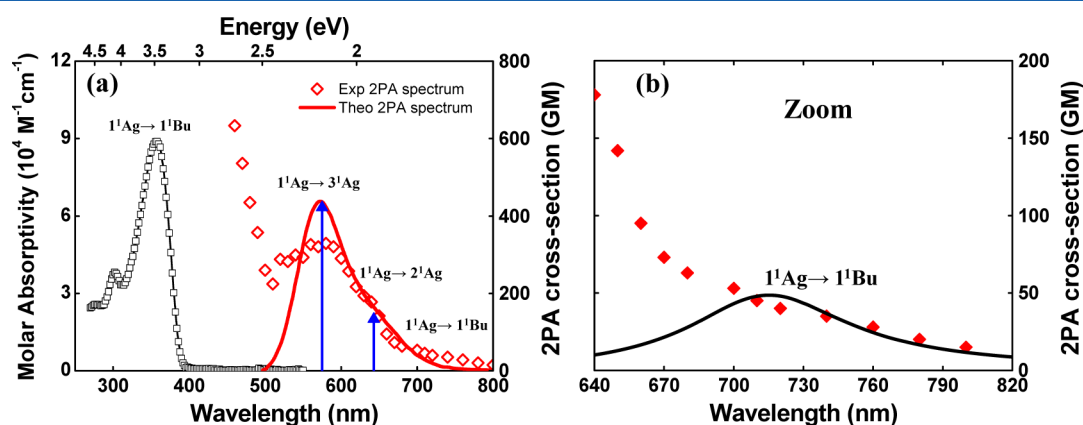 Energy (eV)
4.5 4 3.5 3 2.5 2
Molar Absorptivity (10⁴ M⁻¹cm⁻¹)
12
9
6
3
0
(a)
Exp 2PA spectrum
Theo 2PA spectrum
1¹Ag→ 1¹Bu
1¹Ag→ 3¹Ag
1¹Ag→ 2¹Ag
1¹Ag→ 1¹Bu
800
600
400
200
0
2PA cross-section (GM)
300 400 500 600 700 800
Wavelength (nm)
(b)
Zoom
1¹Ag→ 1¹Bu
200
150
100
50
0
2PA cross-section (GM)
640 670 700 730 760 790 820
Wavelength (nm)